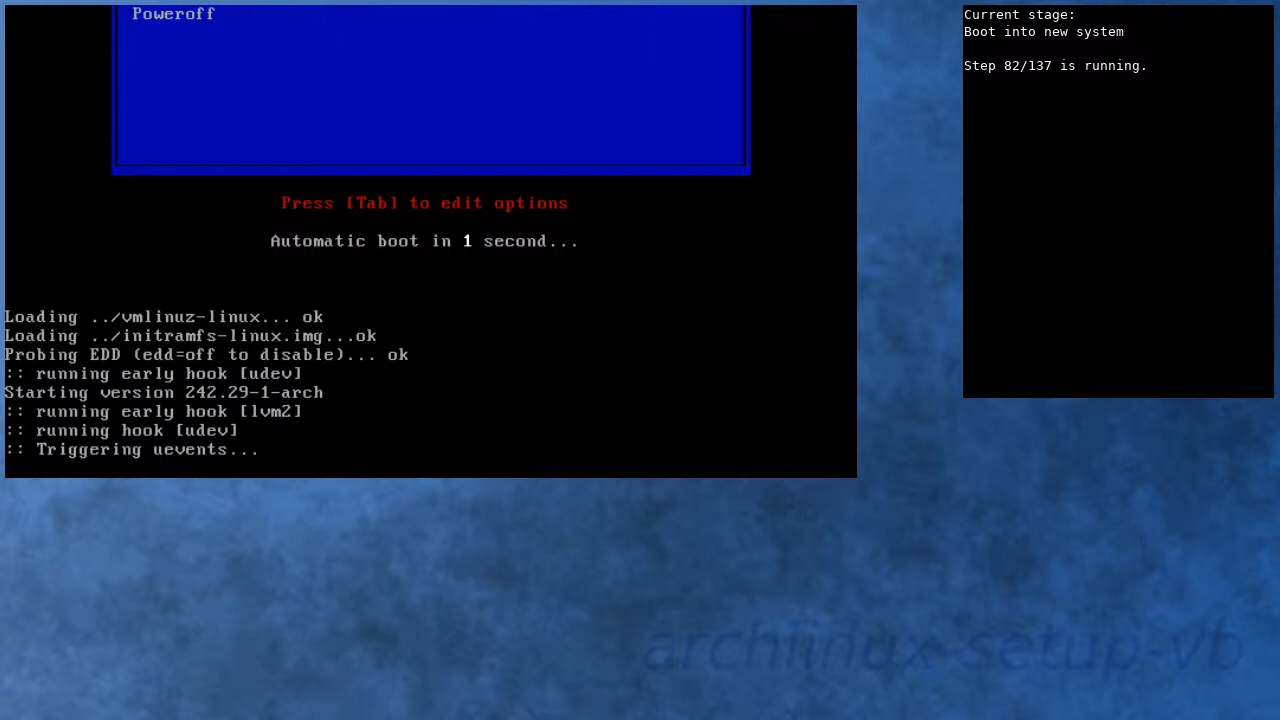 Poweroff
Press [Tab] to edit options
Automatic boot in 1 second...
Loading ../vmlinuz-linux... ok
Loading ../initramfs-linux.img...ok
Probing EDD (edd=off to disable)... ok
:: running early hook [udev]
Starting version 242.29-1-arch
:: running early hook [lvm2]
:: running hook [udev]
:: Triggering uevents...
Current stage:
Boot into new system
Step 82/137 is running.
archlinux-setup-vb